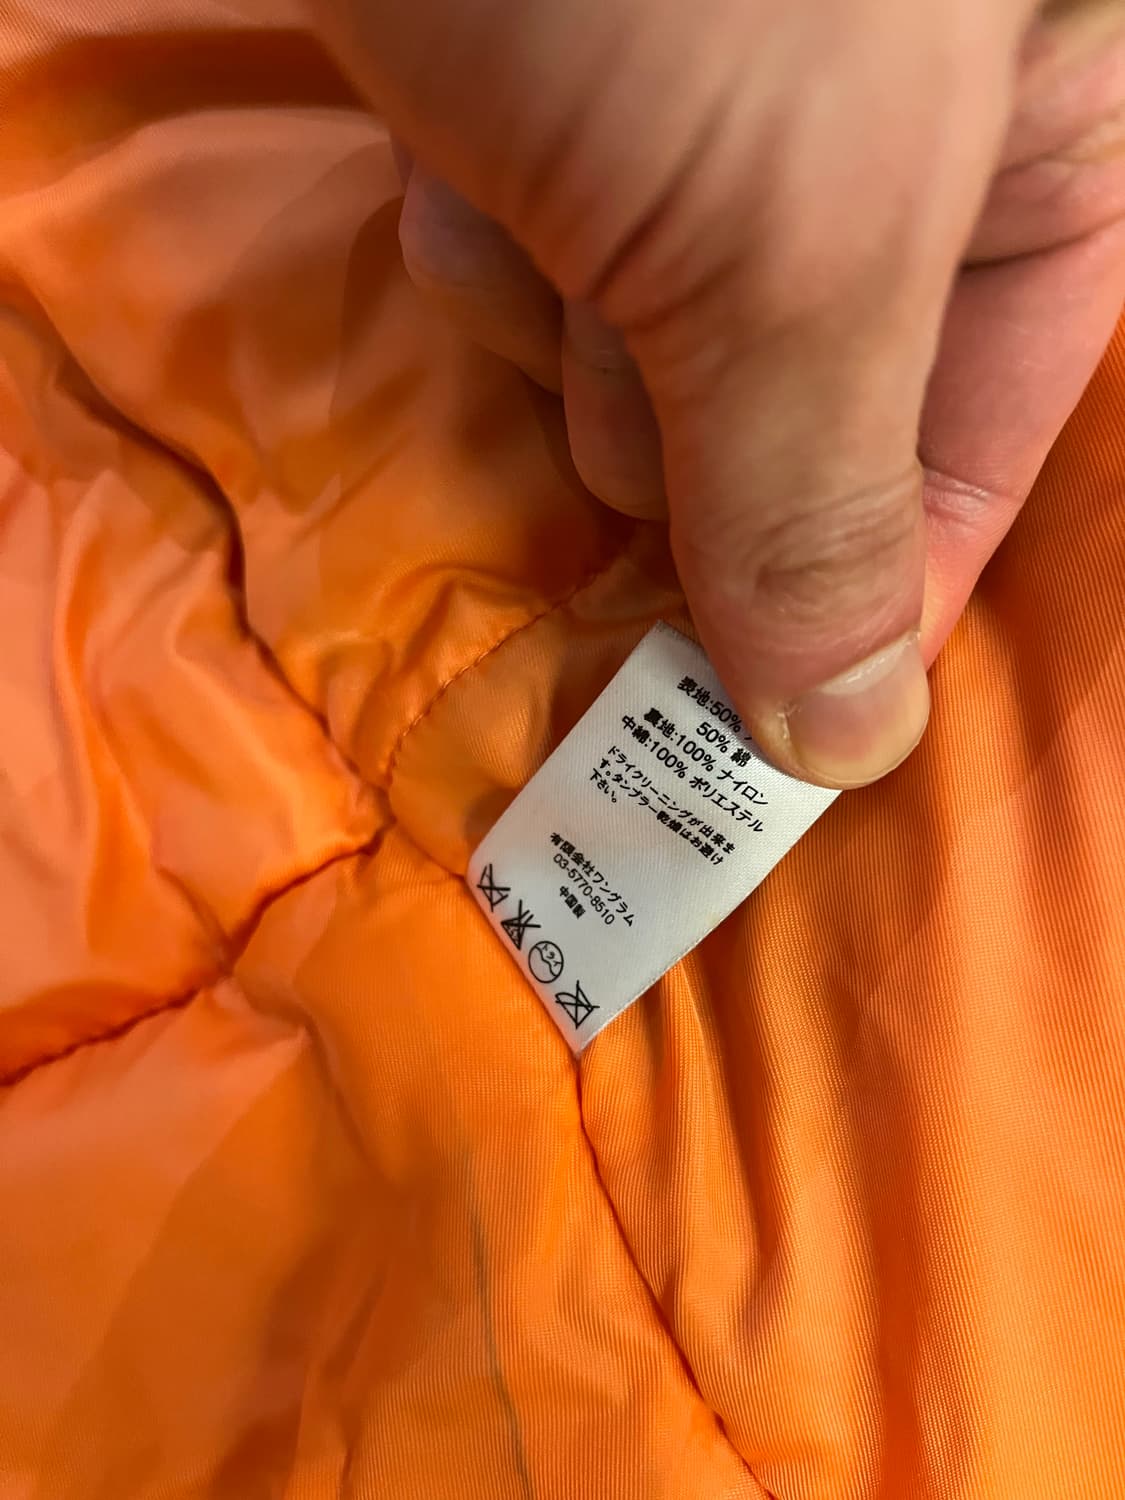 表地:50%
50% 綿
裏地:100% ナイロン
中綿:100% ポリエステル
ドライクリーニングが出来ま
す。タンブラー乾燥はお避け
下さい。
有限会社ワングラム
03-5770-8510
中国製
ドライ